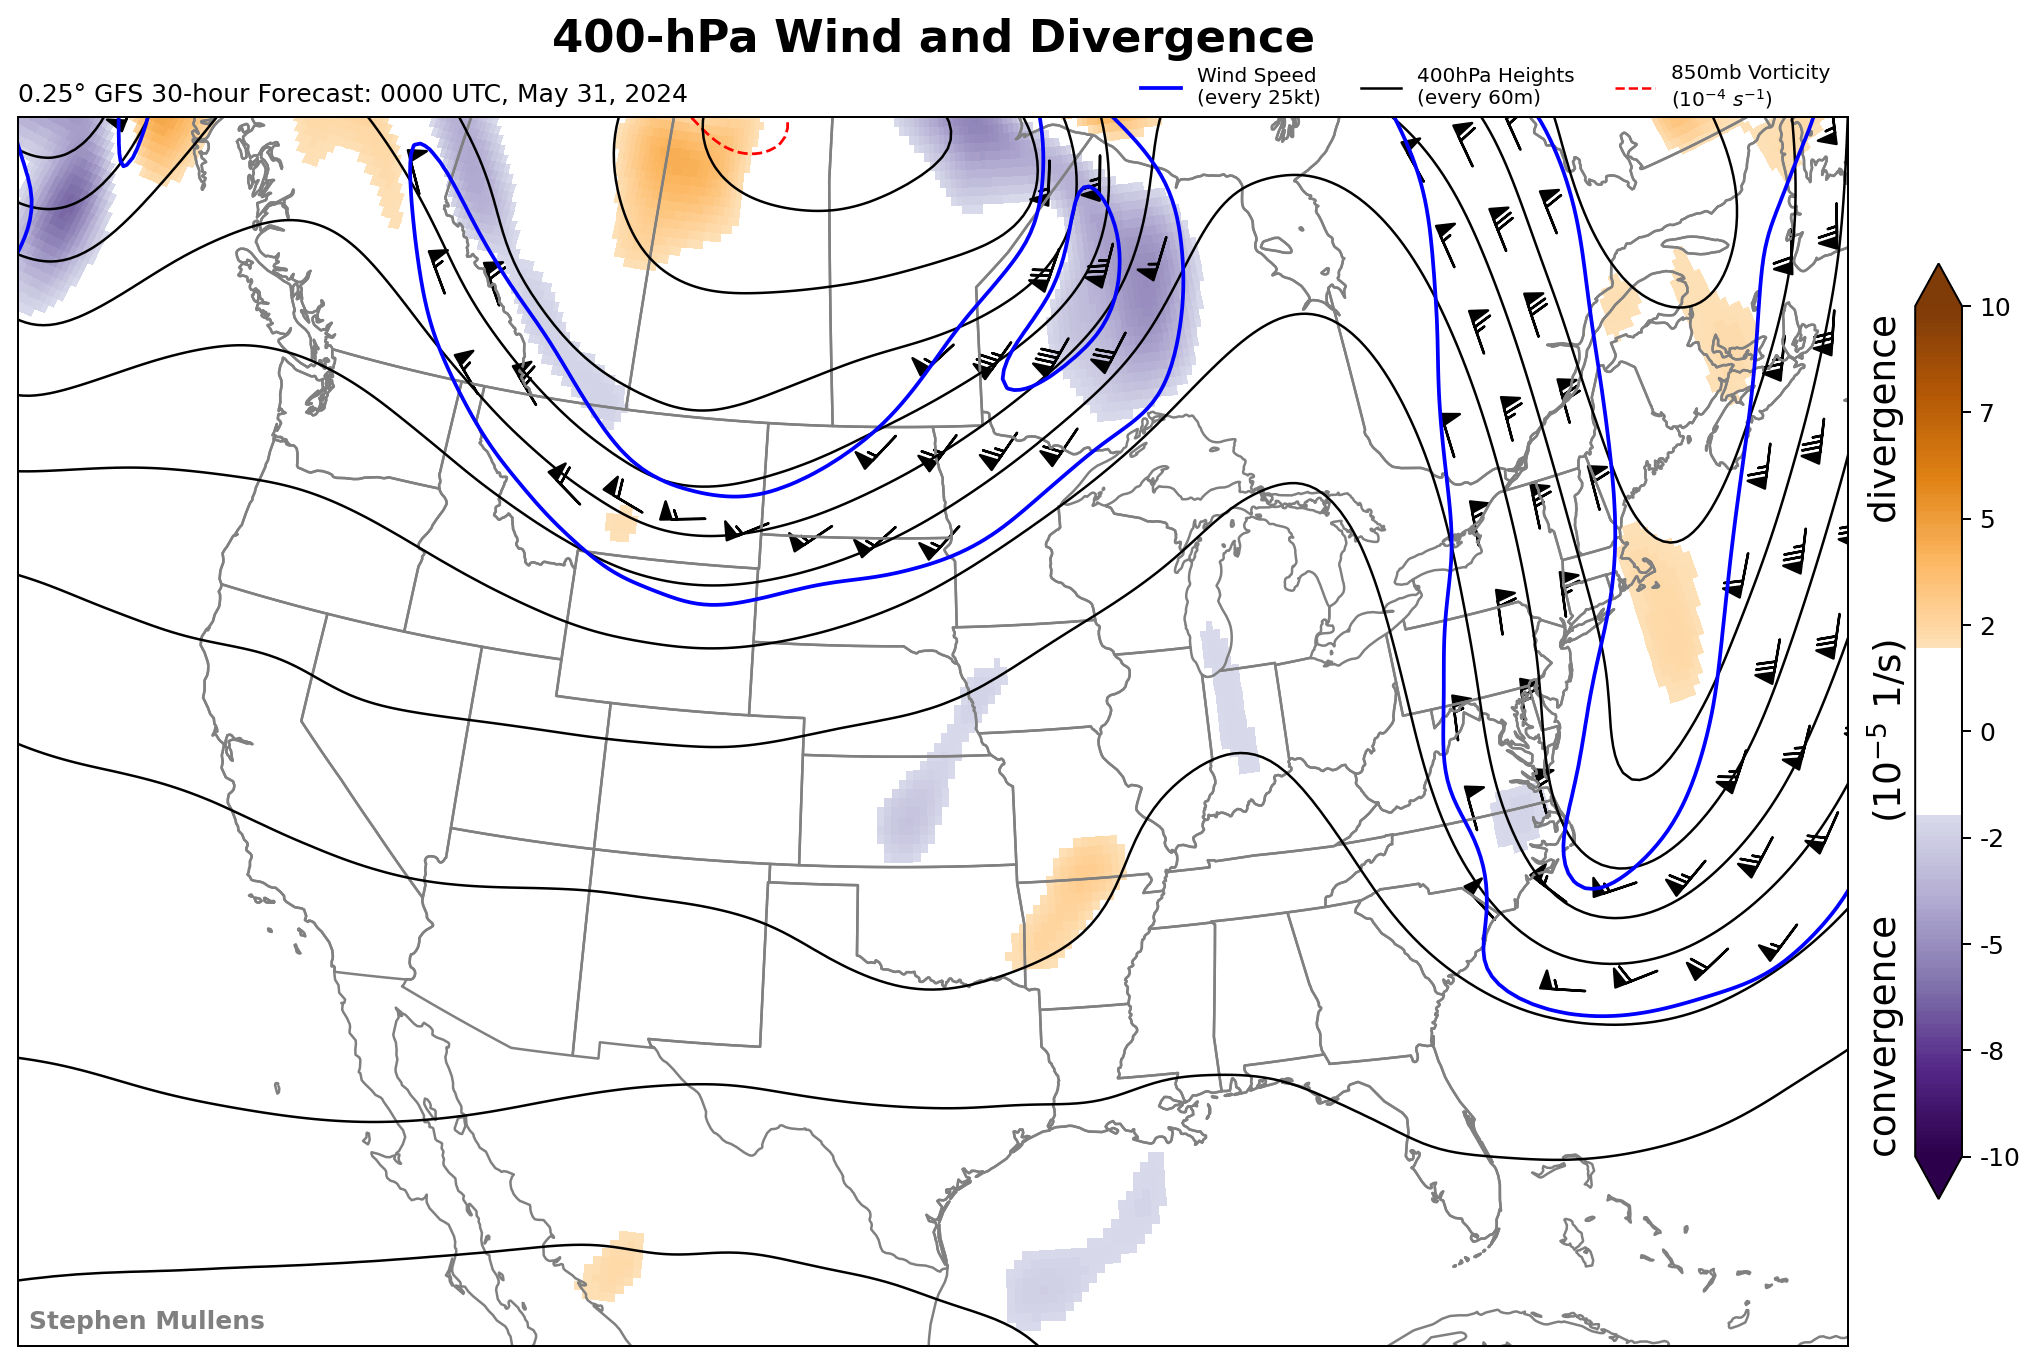 400-hPa Wind and Divergence
0.25° GFS 30-hour Forecast: 0000 UTC, May 31, 2024
Wind Speed
(every 25kt)
400hPa Heights
(every 60m)
850mb Vorticity
(10⁻⁴ s⁻¹)
10
7
5
2
0
-2
-5
-8
-10
convergence (10⁻⁵ 1/s) divergence
Stephen Mullens